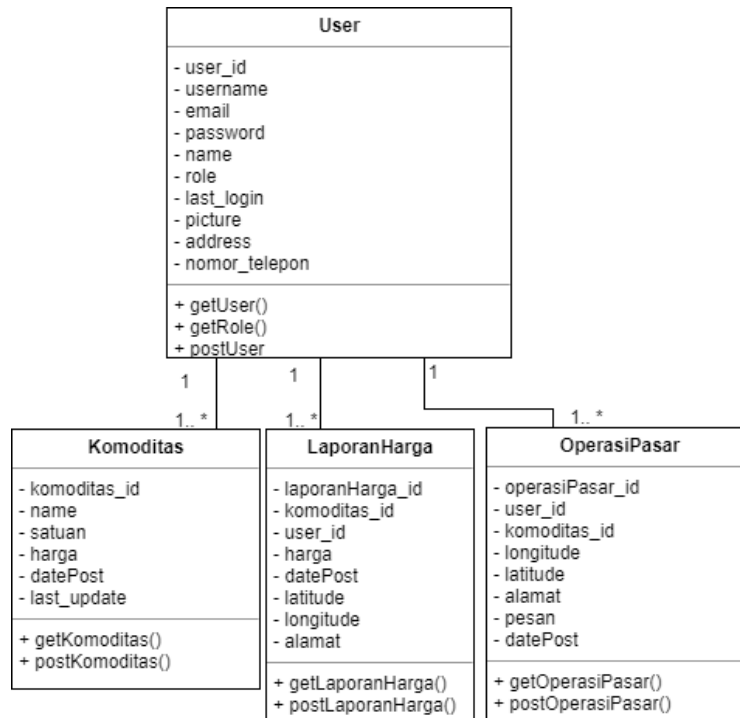 User
- user_id
- username
- email
- password
- name
- role
- last_login
- picture
- address
- nomor_telepon
+ getUser()
+ getRole()
+ postUser
1
1
1
1.. *
1.. *
1.. *
Komoditas
- komoditas_id
- name
- satuan
- harga
- datePost
- last_update
+ getKomoditas()
+ postKomoditas()
LaporanHarga
- laporanHarga_id
- komoditas_id
- user_id
- harga
- datePost
- latitude
- longitude
- alamat
+ getLaporanHarga()
+ postLaporanHarga()
OperasiPasar
- operasiPasar_id
- user_id
- komoditas_id
- longitude
- latitude
- alamat
- pesan
- datePost
+ getOperasiPasar()
+ postOperasiPasar()